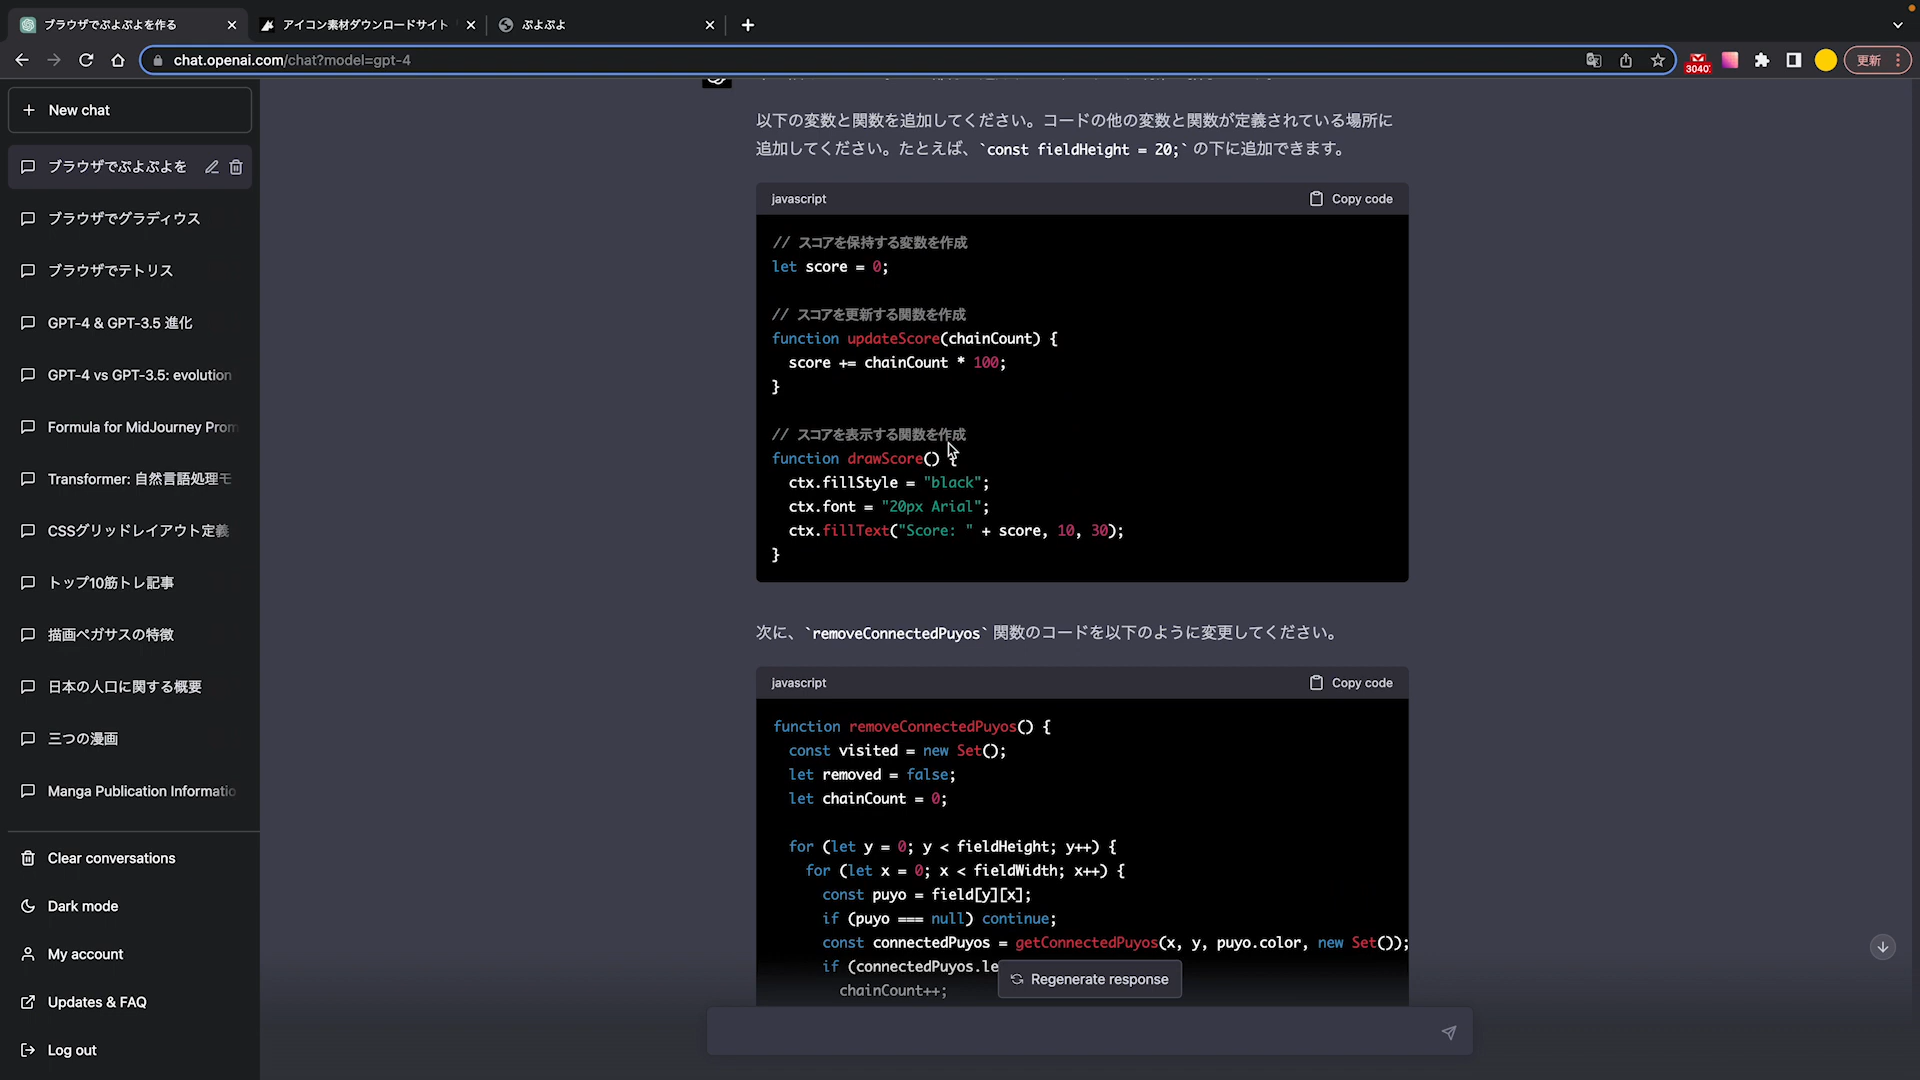 ブラウザでぷよぷよを作る
アイコン素材ダウンロードサイト
ぷよぷよ
chat.openai.com/chat?model=gpt-4
3040
更新
New chat
ブラウザでぷよぷよを
ブラウザでグラディウス
ブラウザでテトリス
GPT-4 & GPT-3.5 進化
GPT-4 vs GPT-3.5: evolution
Formula for MidJourney Prom
Transformer: 自然言語処理モ
CSSグリッドレイアウト定義
トップ10筋トレ記事
描画ペガサスの特徴
日本の人口に関する概要
三つの漫画
Manga Publication Informatio
Clear conversations
Dark mode
My account
Updates & FAQ
Log out
以下の変数と関数を追加してください。コードの他の変数と関数が定義されている場所に
追加してください。たとえば、`const fieldHeight = 20;` の下に追加できます。
javascript
Copy code
// スコアを保持する変数を作成
let score = 0;
// スコアを更新する関数を作成
function updateScore(chainCount) {
score += chainCount * 100;
}
// スコアを表示する関数を作成
function drawScore() {
ctx.fillStyle = "black";
ctx.font = "20px Arial";
ctx.fillText("Score: " + score, 10, 30);
}
次に、`removeConnectedPuyos` 関数のコードを以下のように変更してください。
javascript
Copy code
function removeConnectedPuyos() {
const visited = new Set();
let removed = false;
let chainCount = 0;
for (let y = 0; y < fieldHeight; y++) {
for (let x = 0; x < fieldWidth; x++) {
const puyo = field[y][x];
if (puyo === null) continue;
const connectedPuyos = getConnectedPuyos(x, y, puyo.color, new Set());
if (connectedPuyos.le
Regenerate response
chainCount++;